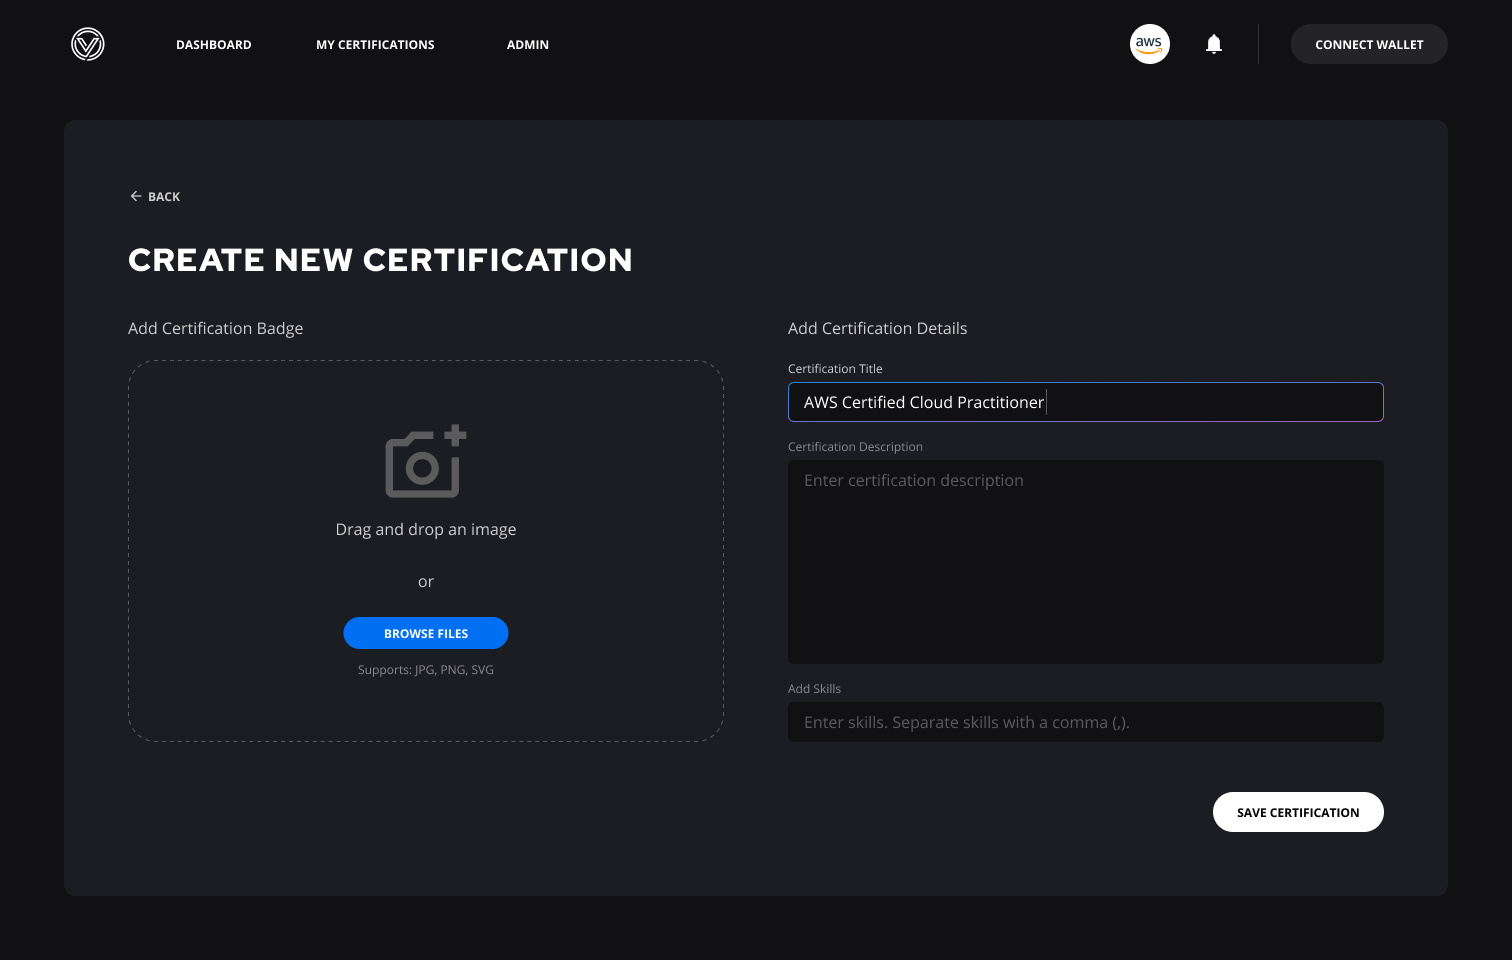 DASHBOARD
MY CERTIFICATIONS
ADMIN
aws
CONNECT WALLET
BACK
CREATE NEW CERTIFICATION
Add Certification Badge
Drag and drop an image
or
BROWSE FILES
Supports: JPG, PNG, SVG
Add Certification Details
Certification Title
AWS Certified Cloud Practitioner
Certification Description
Enter certification description
Add Skills
Enter skills. Separate skills with a comma (,).
SAVE CERTIFICATION